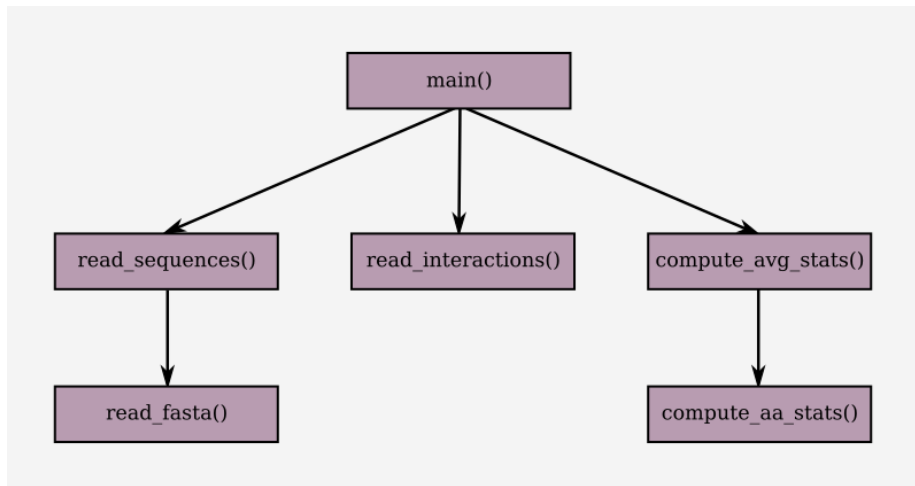 main()
read_sequences()
read_interactions()
compute_avg_stats()
read_fasta()
compute_aa_stats()